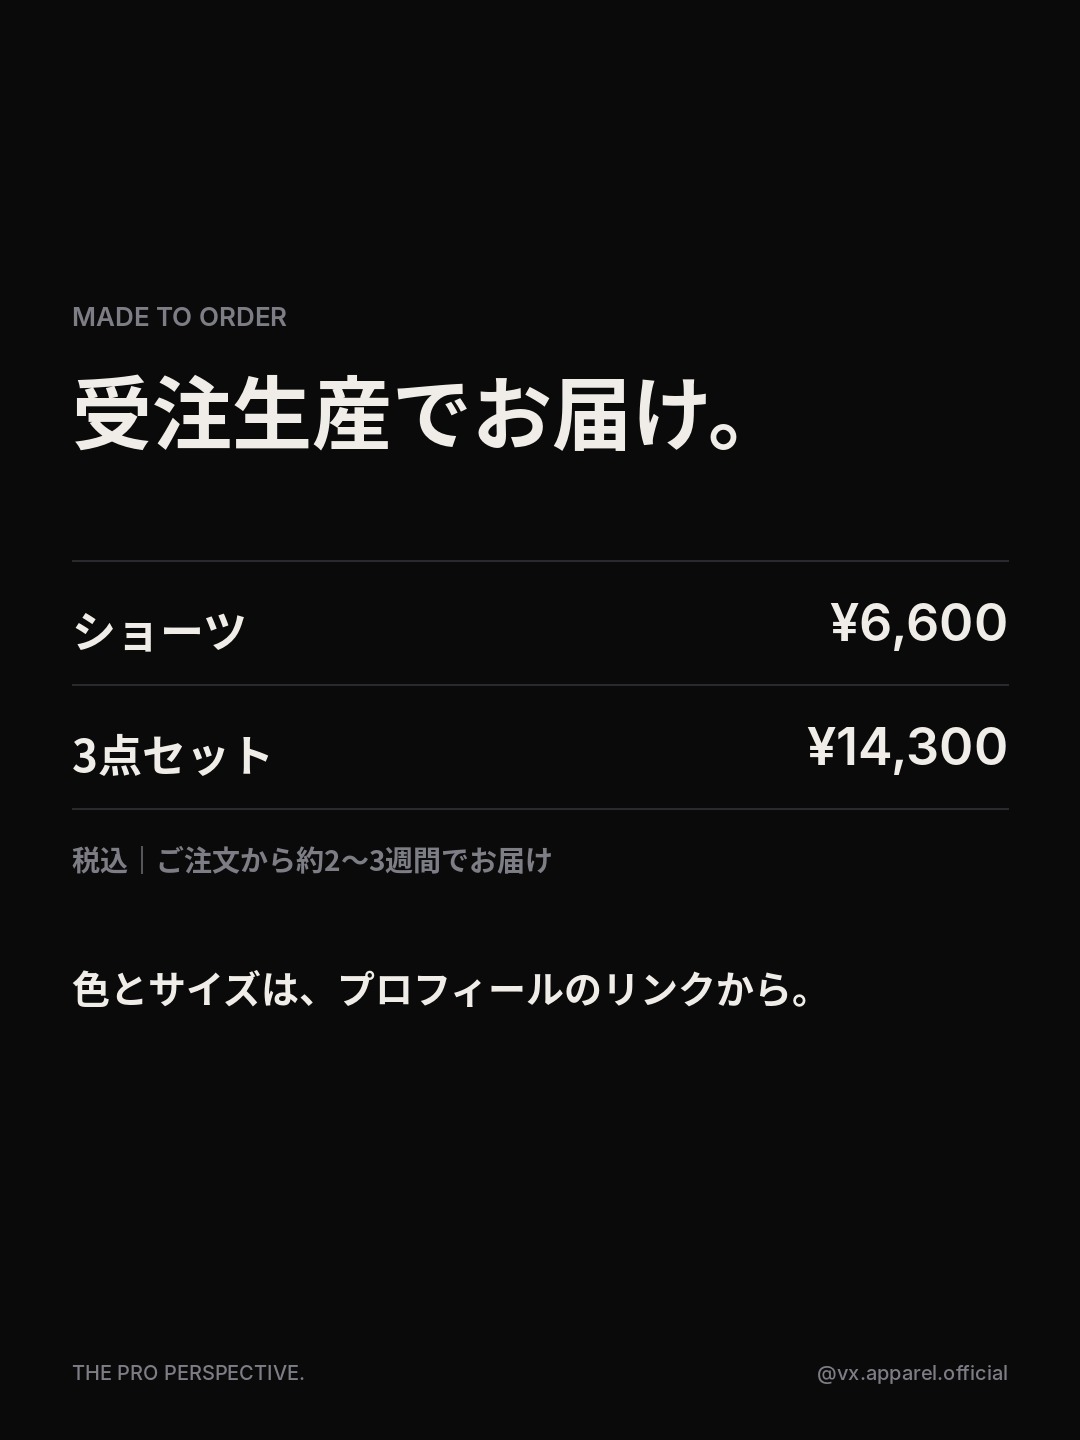 MADE TO ORDER
受注生産でお届け。
ショーツ ¥6,600
3点セット ¥14,300
税込｜ご注文から約2〜3週間でお届け
色とサイズは、プロフィールのリンクから。
THE PRO PERSPECTIVE. @vx.apparel.official